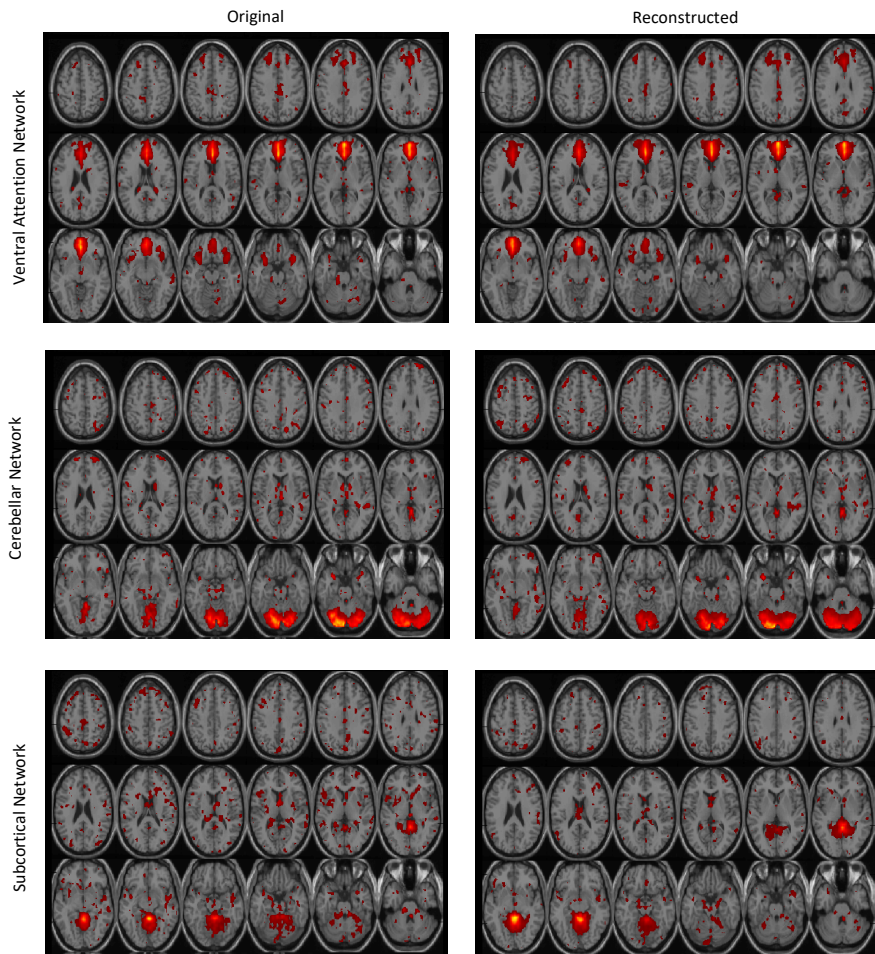 Original
Reconstructed
Ventral Attention Network
Cerebellar Network
Subcortical Network